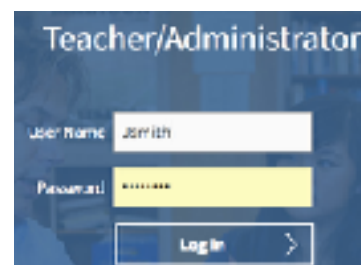 Teacher/Administrator
User Name Jsmith
Password ••••••••
Log In